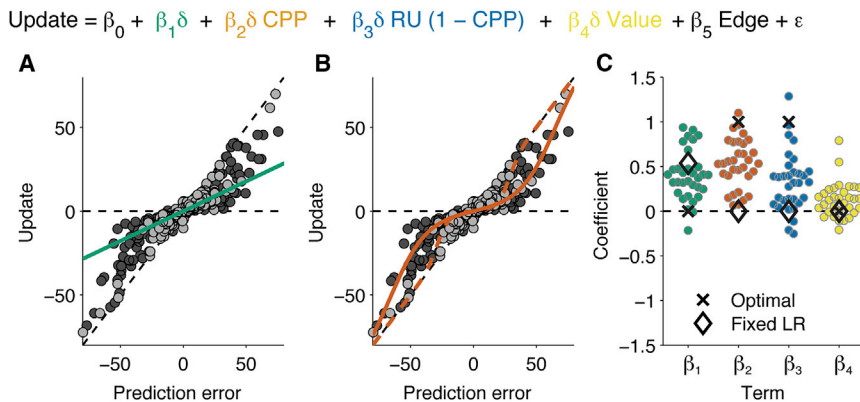 Update = β₀ + β₁δ + β₂δ CPP + β₃δ RU (1 – CPP) + β₄δ Value + β₅ Edge + ε
A
B
C
Update
50
0
−50
−50
0
50
Prediction error
Update
50
0
−50
−50
0
50
Prediction error
Coefficient
1.5
1
0.5
0
−0.5
−1
−1.5
Optimal
Fixed LR
β₁
β₂
β₃
β₄
Term